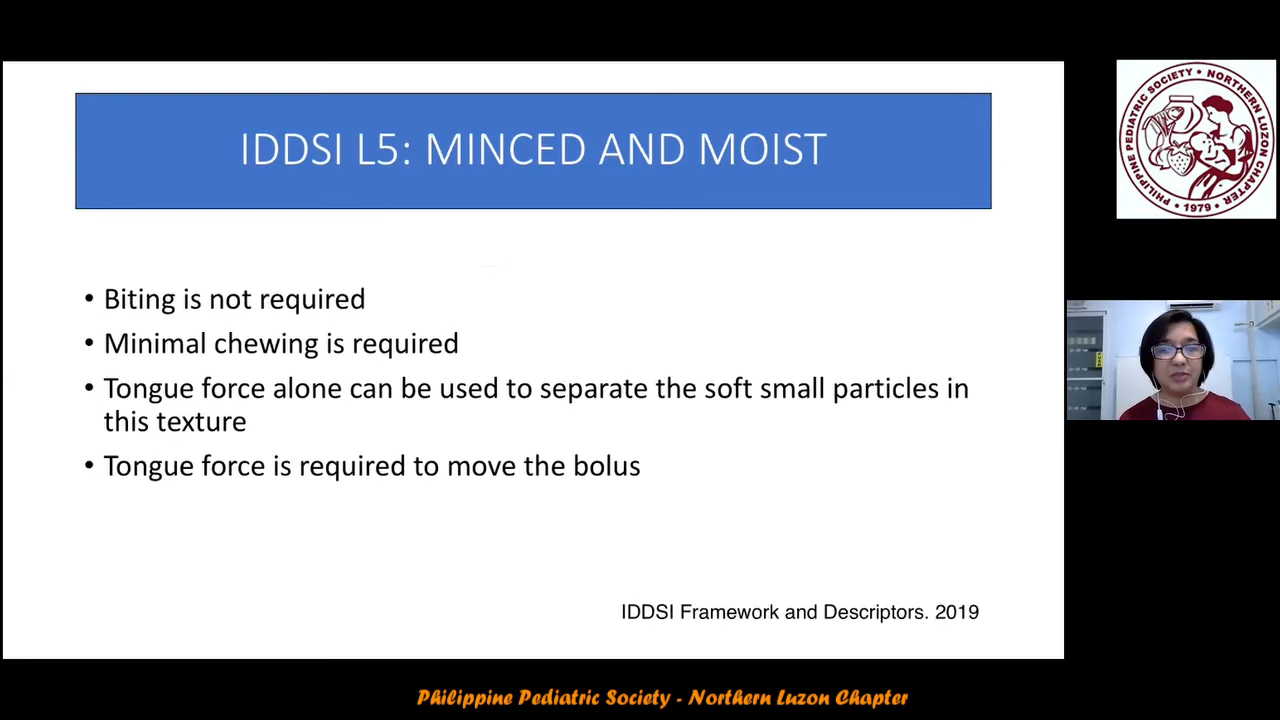 IDDSI L5: MINCED AND MOIST
• Biting is not required
• Minimal chewing is required
• Tongue force alone can be used to separate the soft small particles in
this texture
• Tongue force is required to move the bolus
IDDSI Framework and Descriptors. 2019
PHILIPPINE PEDIATRIC SOCIETY • NORTHERN LUZON CHAPTER
• 1979 •
Philippine Pediatric Society - Northern Luzon Chapter